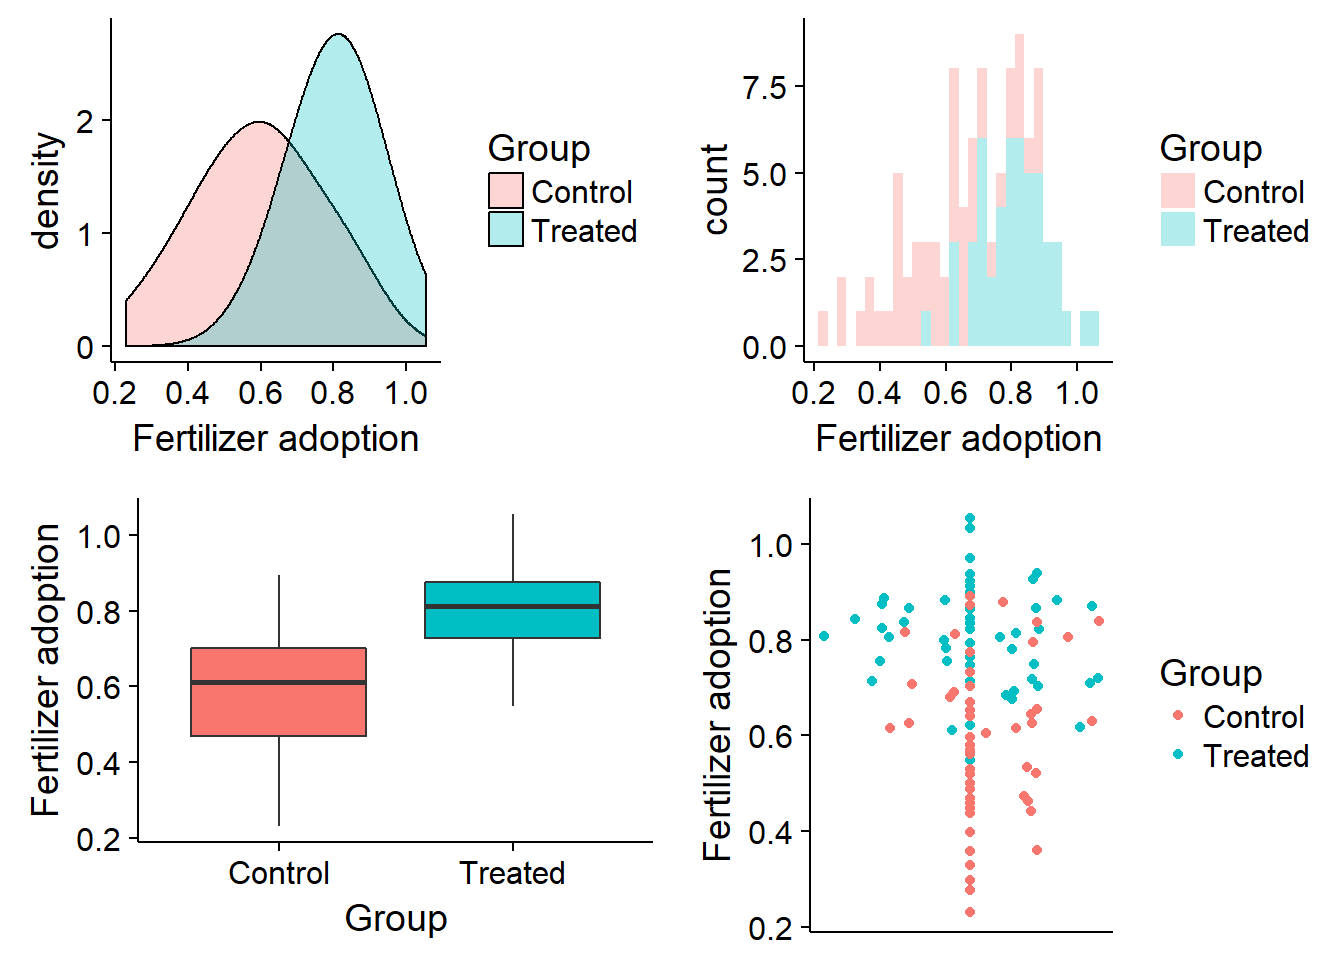 density
2
1
0
0.2 0.4 0.6 0.8 1.0
Fertilizer adoption
Group
Control
Treated
count
7.5
5.0
2.5
0.0
0.2 0.4 0.6 0.8 1.0
Fertilizer adoption
Group
Control
Treated
Fertilizer adoption
1.0
0.8
0.6
0.4
0.2
Control Treated
Group
Fertilizer adoption
1.0
0.8
0.6
0.4
0.2
Group
Control
Treated